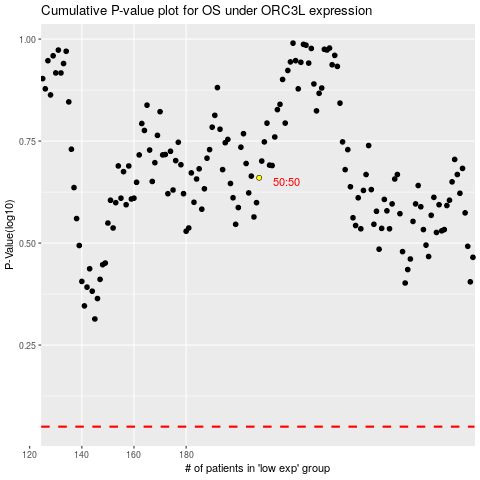 Cumulative P-value plot for OS under ORC3L expression
P-Value(log10)
1.00
0.75
0.50
0.25
50:50
120 140 160 180
# of patients in 'low exp' group